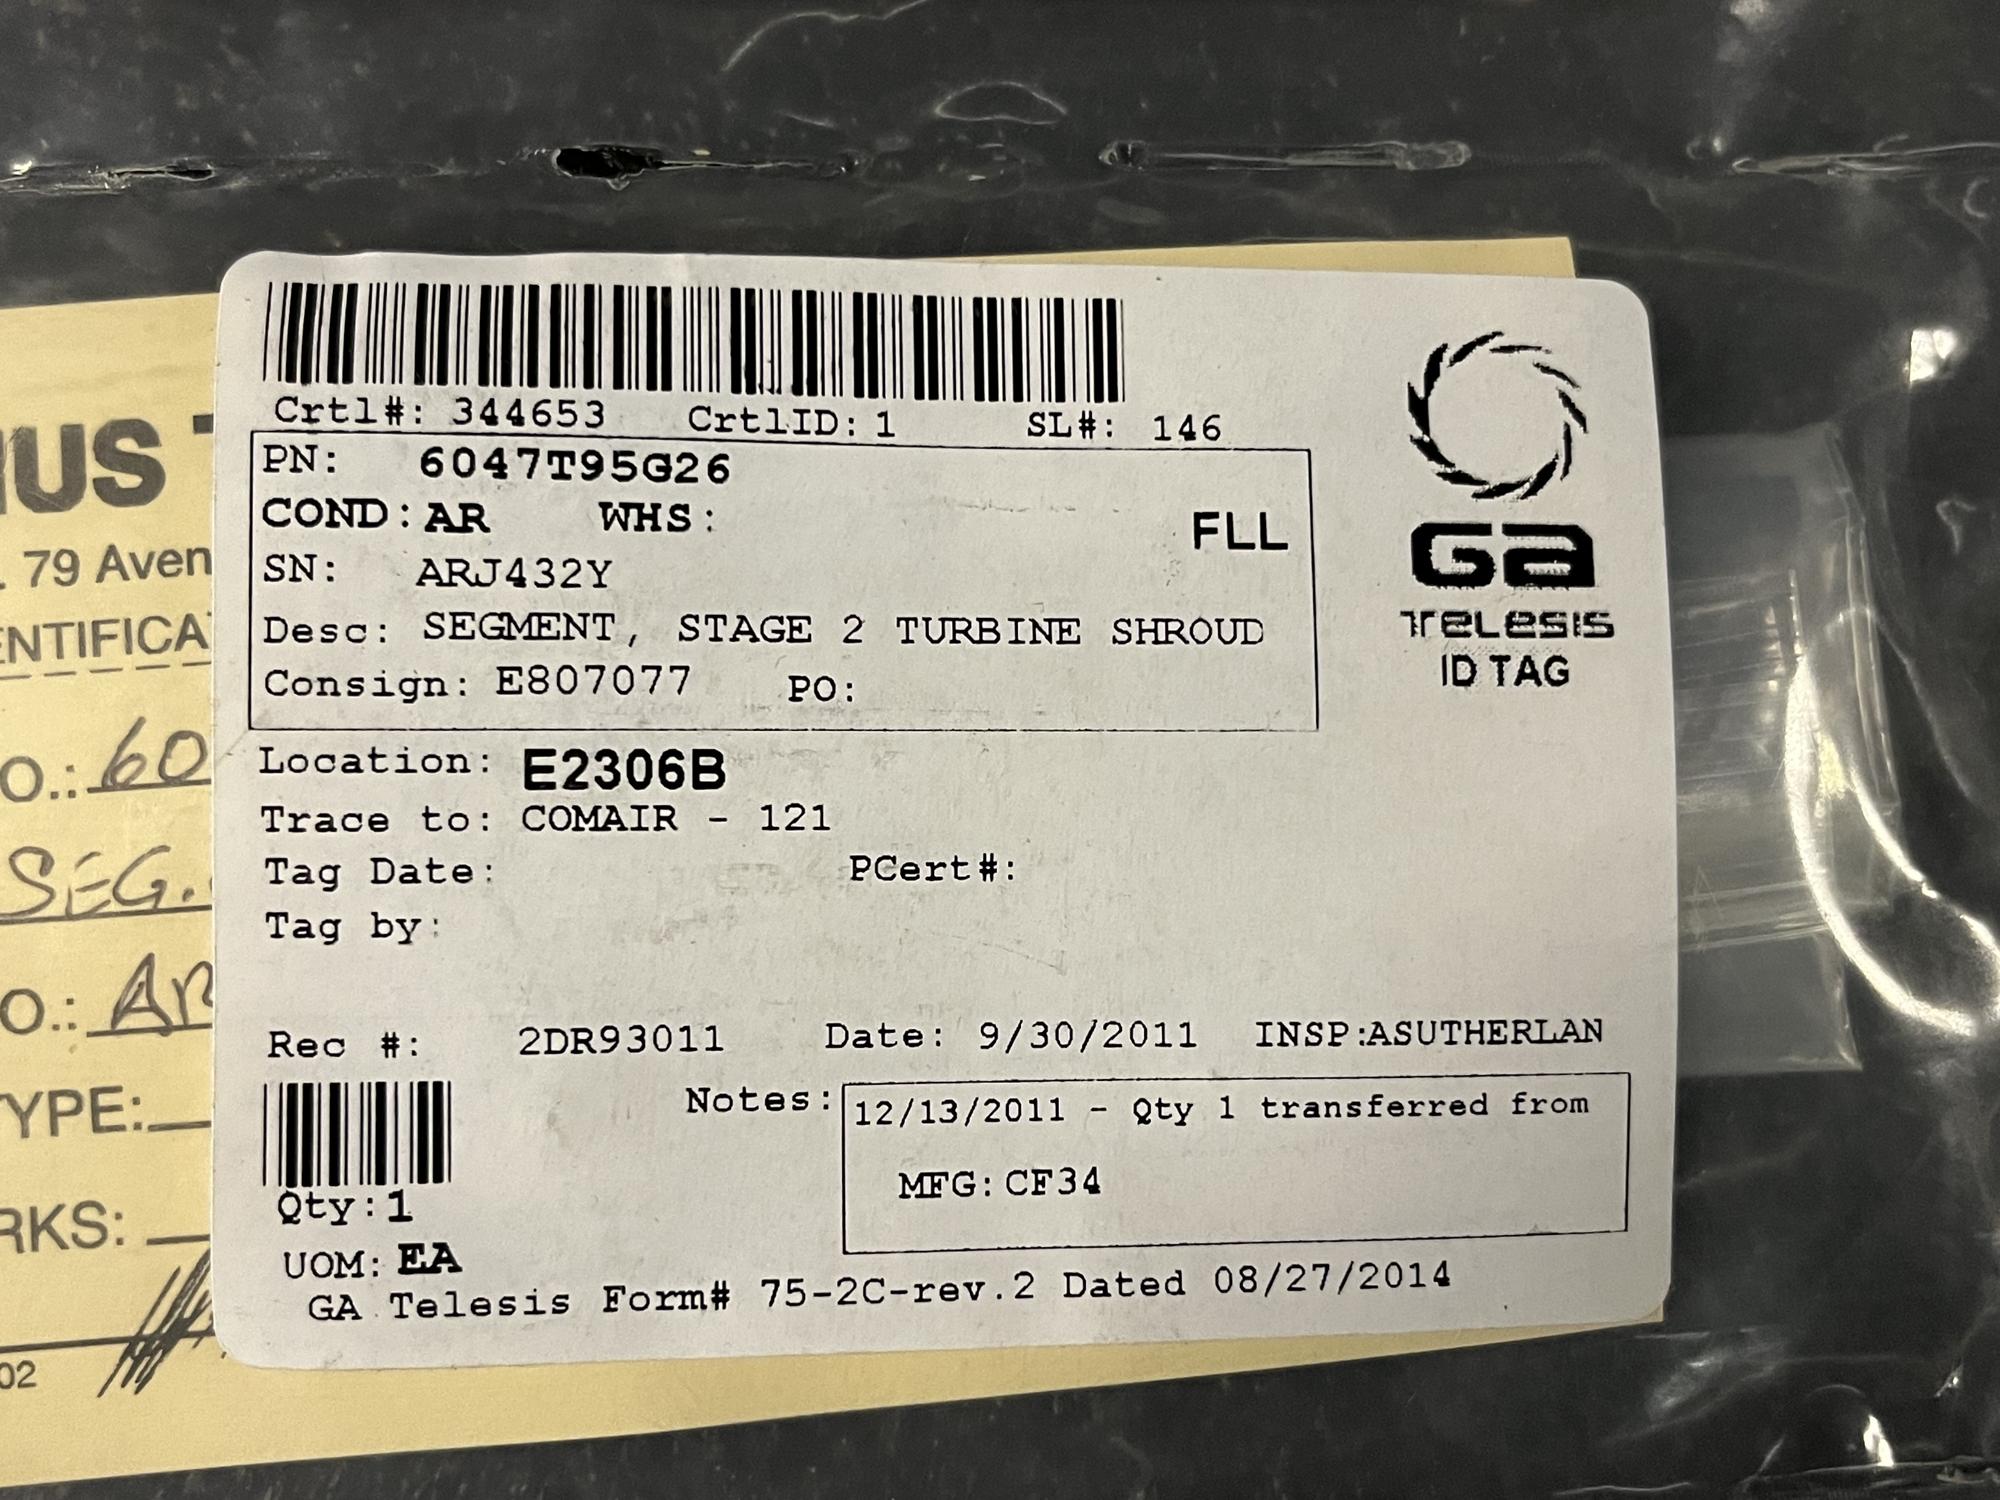 Crtl#: 344653 CrtlID: 1 SL#: 146
PN: 6047T95G26
COND: AR WHS: FLL
SN: ARJ432Y
Desc: SEGMENT, STAGE 2 TURBINE SHROUD
Consign: E807077 PO:
GA
TELESIS
ID TAG
Location: E2306B
Trace to: COMAIR - 121
Tag Date: PCert#:
Tag by:
Rec #: 2DR93011 Date: 9/30/2011 INSP:ASUTHERLAN
Notes: 12/13/2011 - Qty 1 transferred from
MFG: CF34
Qty: 1
UOM: EA
GA Telesis Form# 75-2C-rev.2 Dated 08/27/2014
79 Aven
ENTIFICA
O.: 60
SEG.
O.: AR
YPE:
RKS:
02